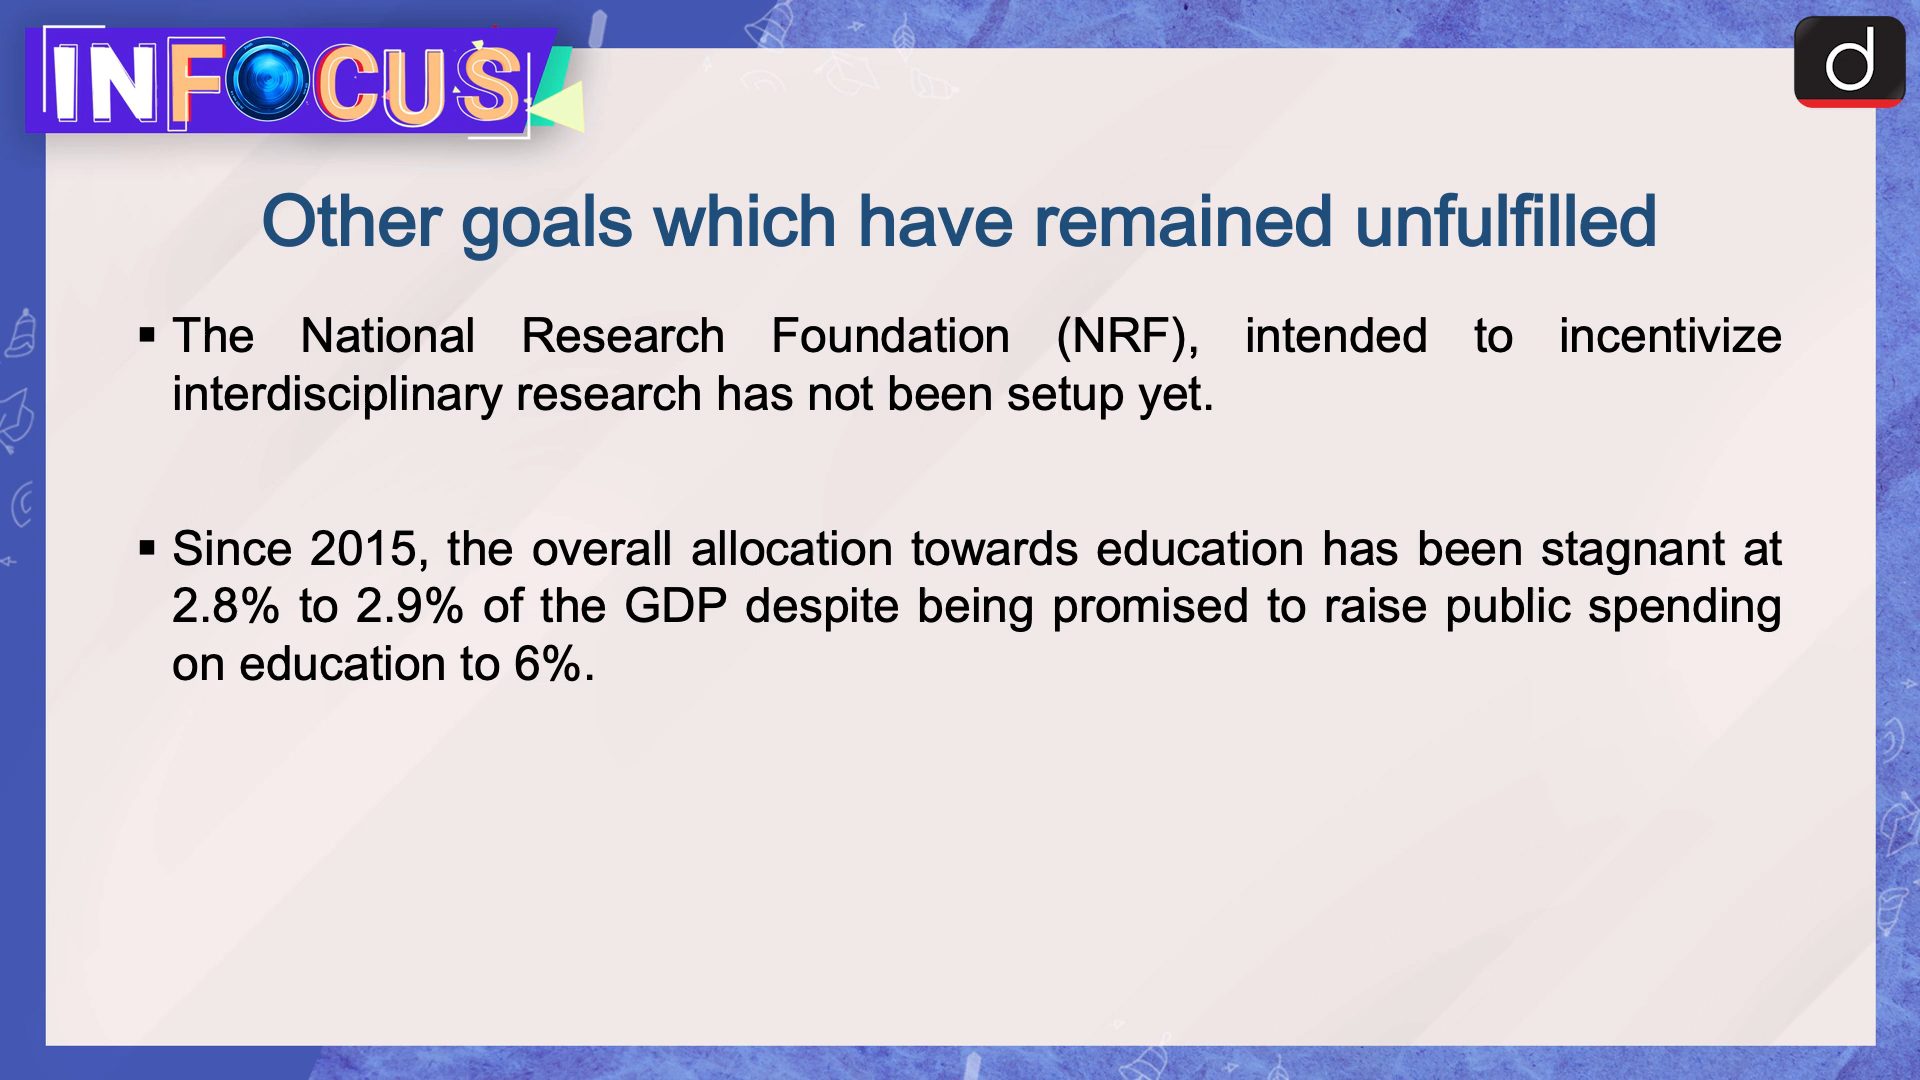 INFOCUS
d
Other goals which have remained unfulfilled
▪ The National Research Foundation (NRF), intended to incentivize
interdisciplinary research has not been setup yet.
▪ Since 2015, the overall allocation towards education has been stagnant at
2.8% to 2.9% of the GDP despite being promised to raise public spending
on education to 6%.